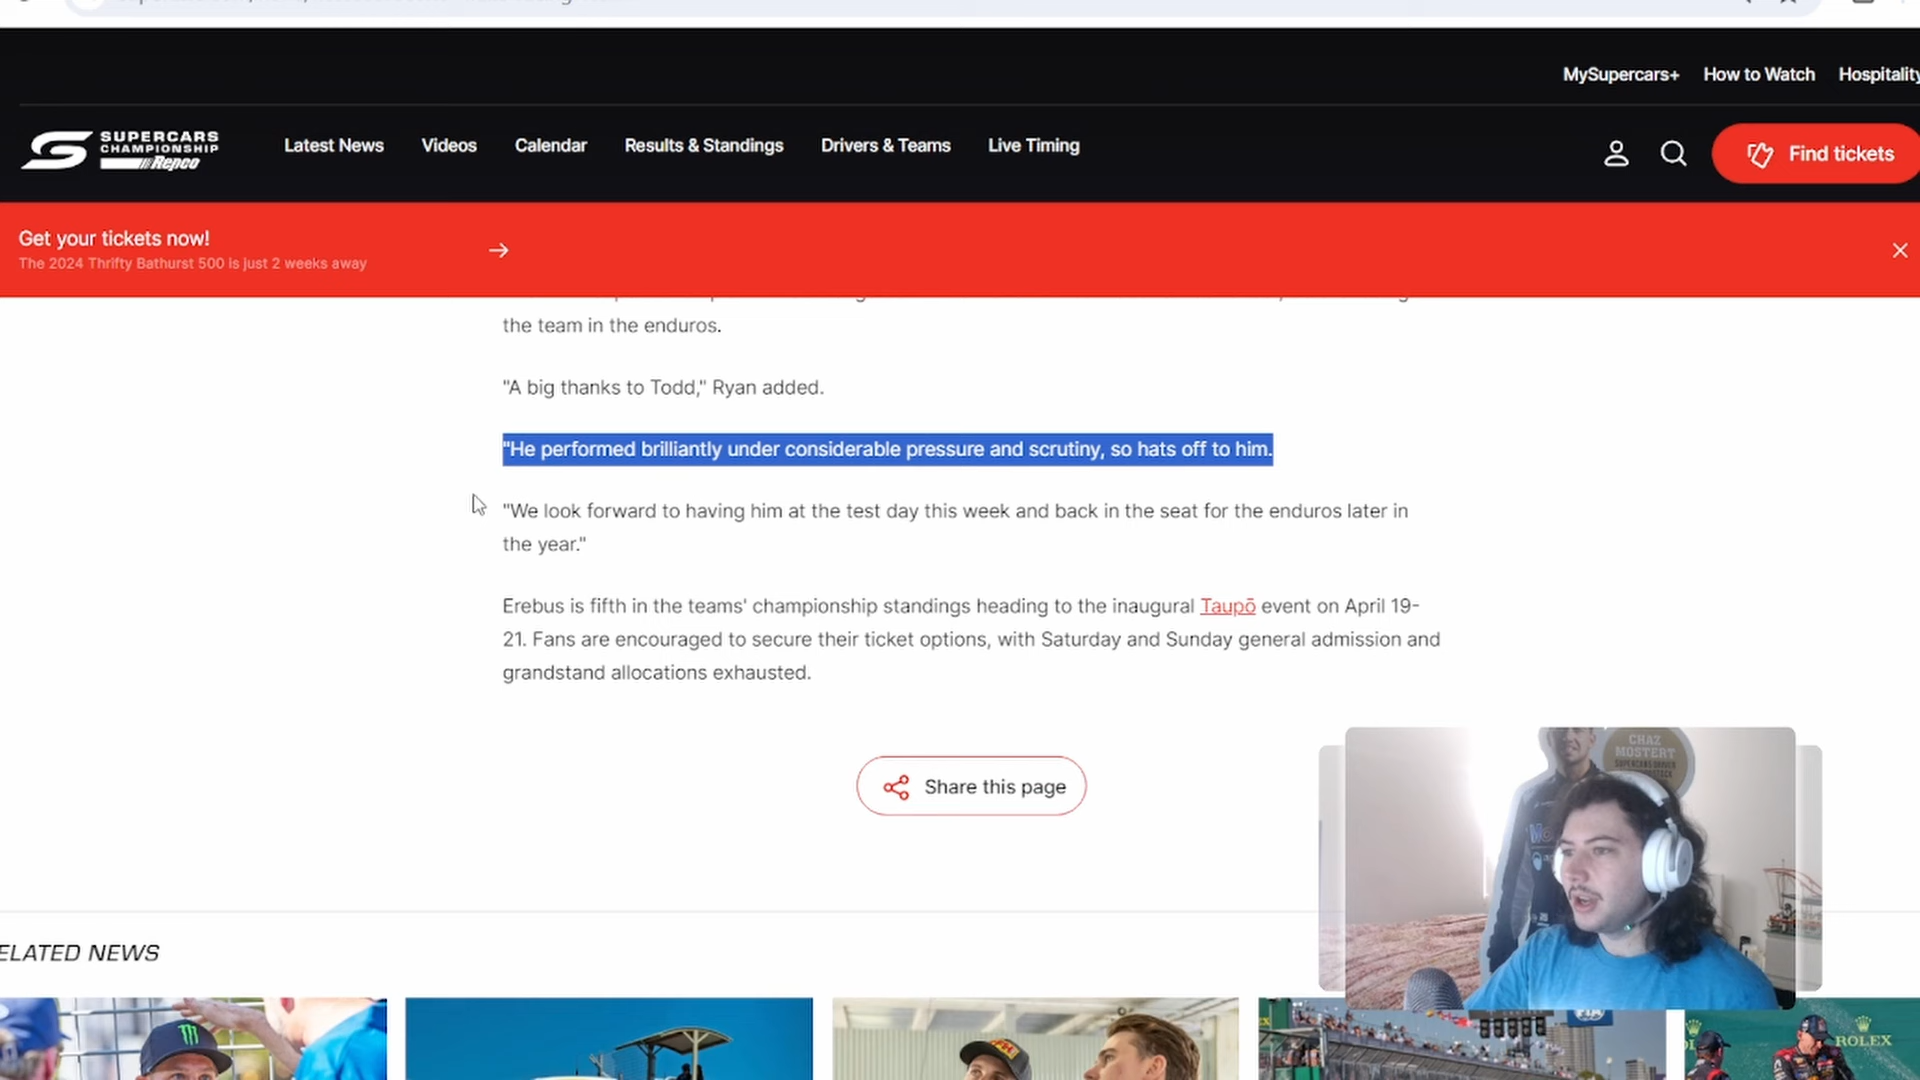 MySupercars+ How to Watch Hospitality
SUPERCARS
CHAMPIONSHIP
Repco
Latest News Videos Calendar Results & Standings Drivers & Teams Live Timing
Find tickets
Get your tickets now!
The 2024 Thrifty Bathurst 500 is just 2 weeks away
the team in the enduros.
"A big thanks to Todd," Ryan added.
"He performed brilliantly under considerable pressure and scrutiny, so hats off to him.
"We look forward to having him at the test day this week and back in the seat for the enduros later in
the year."
Erebus is fifth in the teams' championship standings heading to the inaugural Taupō event on April 19-
21. Fans are encouraged to secure their ticket options, with Saturday and Sunday general admission and
grandstand allocations exhausted.
Share this page
CHAZ
MOSTERT
SUPERCARS DRIVER
ELATED NEWS
FIA
ROLEX